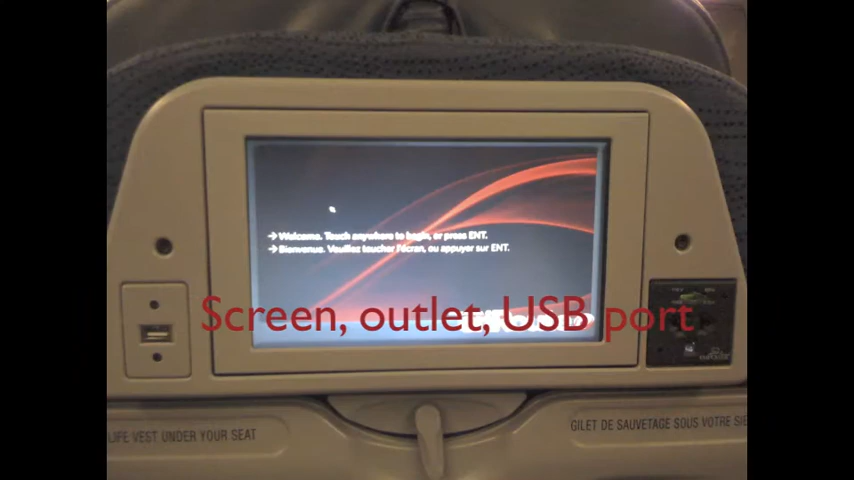 →Welcome. Touch anywhere to begin, or press ENT.
→Bienvenue. Veuillez toucher l'écran, ou appuyer sur ENT.
Screen, outlet, USB port
LIFE VEST UNDER YOUR SEAT
GILET DE SAUVETAGE SOUS VOTRE SIE